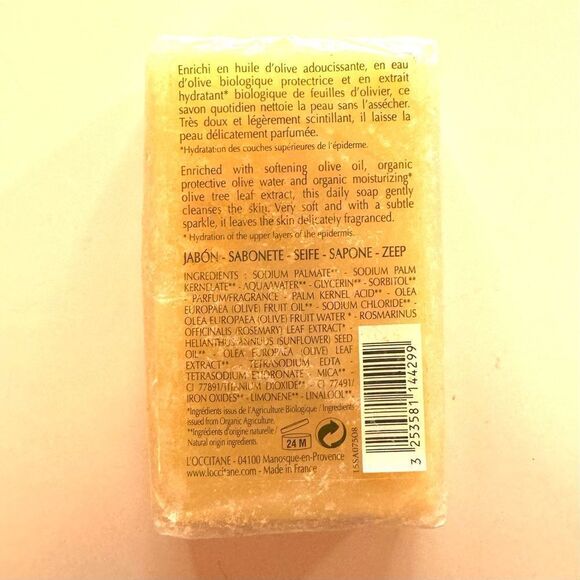 Enrichi en huile d'olive adoucissante, en eau
d'olive biologique protectrice et en extrait
hydratant* biologique de feuilles d'olivier, ce
savon quotidien nettoie la peau sans l'assécher.
Très doux et légèrement scintillant, il laisse la
peau délicatement parfumée.
*Hydratation des couches supérieures de l'épiderme.
Enriched with softening olive oil, organic
protective olive water and organic moisturizing*
olive tree leaf extract, this daily soap gently
cleanses the skin. Very soft and with a subtle
sparkle, it leaves the skin delicately fragranced.
* Hydration of the upper layers of the epidermis.
JABÓN - SABONETE - SEIFE - SAPONE - ZEEP
INGREDIENTS : SODIUM PALMATE** - SODIUM PALM
KERNELATE** - AQUA/WATER** - GLYCERIN** - SORBITOL**
- PARFUM/FRAGRANCE - PALM KERNEL ACID** - OLEA
EUROPAEA (OLIVE) FRUIT OIL** - SODIUM CHLORIDE** -
OLEA EUROPAEA (OLIVE) FRUIT WATER * - ROSMARINUS
OFFICINALIS (ROSEMARY) LEAF EXTRACT* -
HELIANTHUS ANNUUS (SUNFLOWER) SEED
OIL** - OLEA EUROPAEA (OLIVE) LEAF
EXTRACT** - TETRASODIUM EDTA -
TETRASODIUM ETIDRONATE - MICA** -
CI 77891/TITANIUM DIOXIDE** - CI 77491/
IRON OXIDES** - LIMONENE** - LINALOOL**
*Ingrédients issus de l'Agriculture Biologique / Ingredients
issued from Organic Agriculture.
**Ingrédients d'origine naturelle /
Natural origin ingredients.
24 M
L'OCCITANE - 04100 Manosque-en-Provence
www.loccitane.com - Made in France
15SA075O8
3 253581 144299